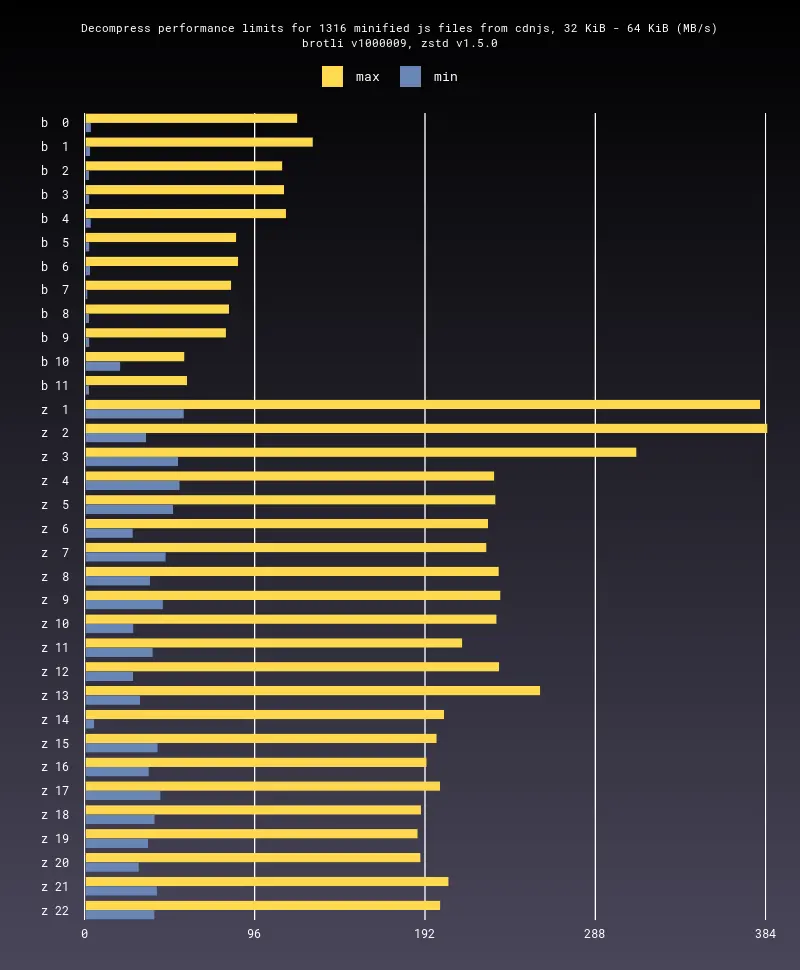 Decompress performance limits for 1316 minified js files from cdnjs, 32 KiB - 64 KiB (MB/s)
brotli v1000009, zstd v1.5.0
max min
b 0
b 1
b 2
b 3
b 4
b 5
b 6
b 7
b 8
b 9
b 10
b 11
z 1
z 2
z 3
z 4
z 5
z 6
z 7
z 8
z 9
z 10
z 11
z 12
z 13
z 14
z 15
z 16
z 17
z 18
z 19
z 20
z 21
z 22
0 96 192 288 384